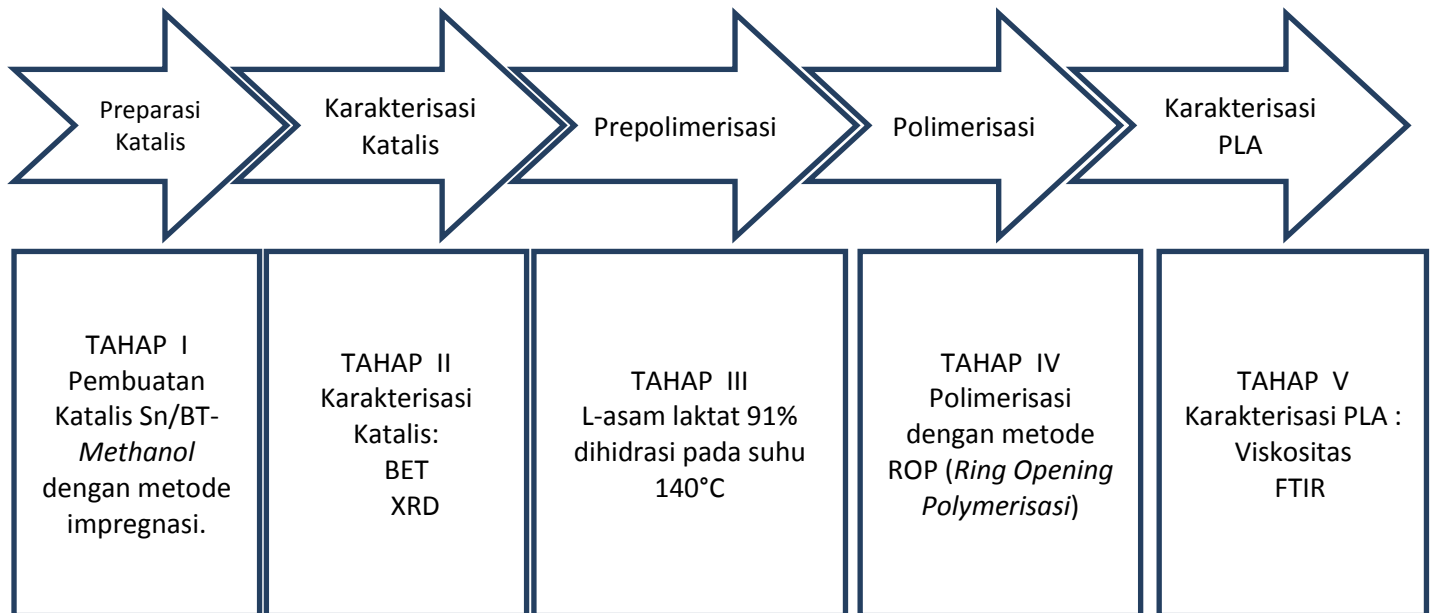 Preparasi
Katalis
Karakterisasi
Katalis
Prepolimerisasi
Polimerisasi
Karakterisasi
PLA
TAHAP I
Pembuatan
Katalis Sn/BT-
Methanol
dengan metode
impregnasi.
TAHAP II
Karakterisasi
Katalis:
BET
XRD
TAHAP III
L-asam laktat 91%
dihidrasi pada suhu
140°C
TAHAP IV
Polimerisasi
dengan metode
ROP (Ring Opening
Polymerisasi)
TAHAP V
Karakterisasi PLA :
Viskositas
FTIR